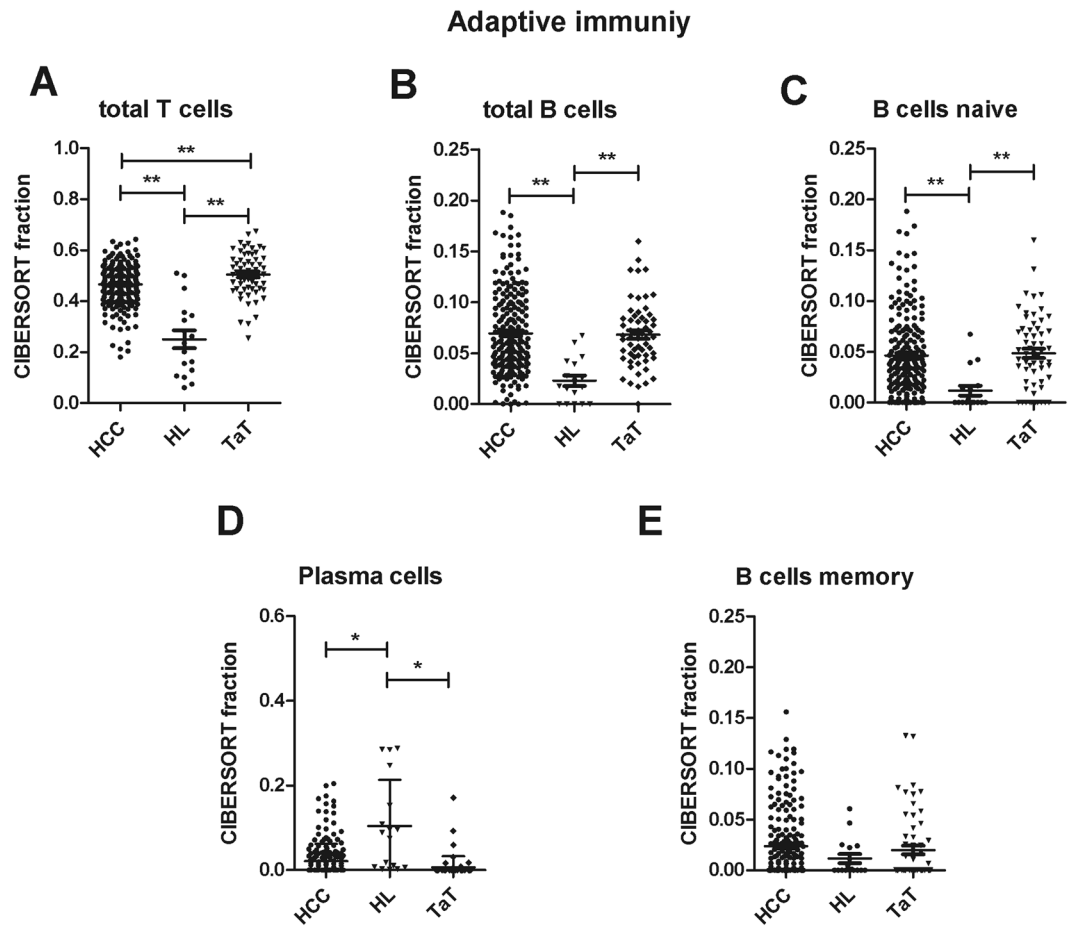 Adaptive immuniy
A
B
C
total T cells
total B cells
B cells naive
CIBERSORT fraction
1.0
0.8
0.6
0.4
0.2
0.0
**
**
**
HCC
HL
TaT
CIBERSORT fraction
0.25
0.20
0.15
0.10
0.05
0.00
**
**
HCC
HL
TaT
CIBERSORT fraction
0.25
0.20
0.15
0.10
0.05
0.00
**
**
HCC
HL
TaT
D
E
Plasma cells
B cells memory
CIBERSORT fraction
0.6
0.4
0.2
0.0
*
*
HCC
HL
TaT
CIBERSORT fraction
0.25
0.20
0.15
0.10
0.05
0.00
HCC
HL
TaT